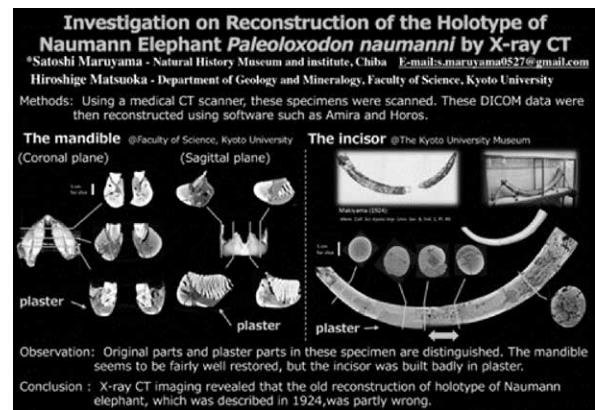 Investigation on Reconstruction of the Holotype of
Naumann Elephant Paleoloxodon naumanni by X-ray CT
*Satoshi Maruyama - Natural History Museum and institute, Chiba E-mail:s.maruyama0527@gmail.com
Hiroshige Matsuoka - Department of Geology and Mineralogy, Faculty of Science, Kyoto University
Methods: Using a medical CT scanner, these specimens were scanned. These DICOM data were
then reconstructed using software such as Amira and Horos.
The mandible @Faculty of Science, Kyoto University
(Coronal plane) (Sagittal plane)
plaster
plaster
The incisor @The Kyoto University Museum
Makiyama (1924)
plaster
Observation: Original parts and plaster parts in these specimen are distinguished. The mandible
seems to be fairly well restored, but the incisor was built badly in plaster.
Conclusion : X-ray CT imaging revealed that the old reconstruction of holotype of Naumann
elephant, which was described in 1924,was partly wrong.